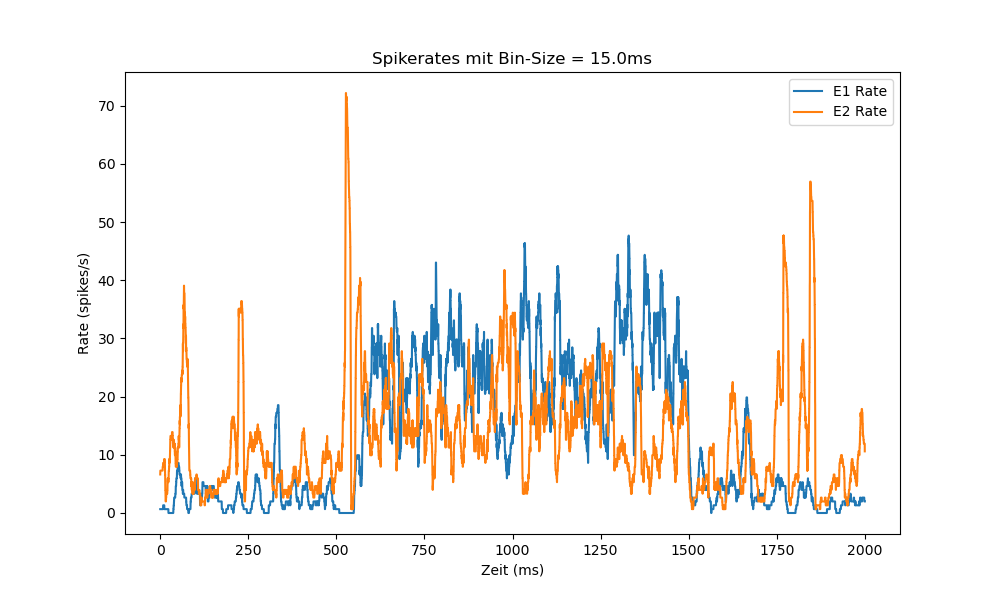 Spikerates mit Bin-Size = 15.0ms
E1 Rate
E2 Rate
70
60
50
40
30
20
10
0
Rate (spikes/s)
0 250 500 750 1000 1250 1500 1750 2000
Zeit (ms)